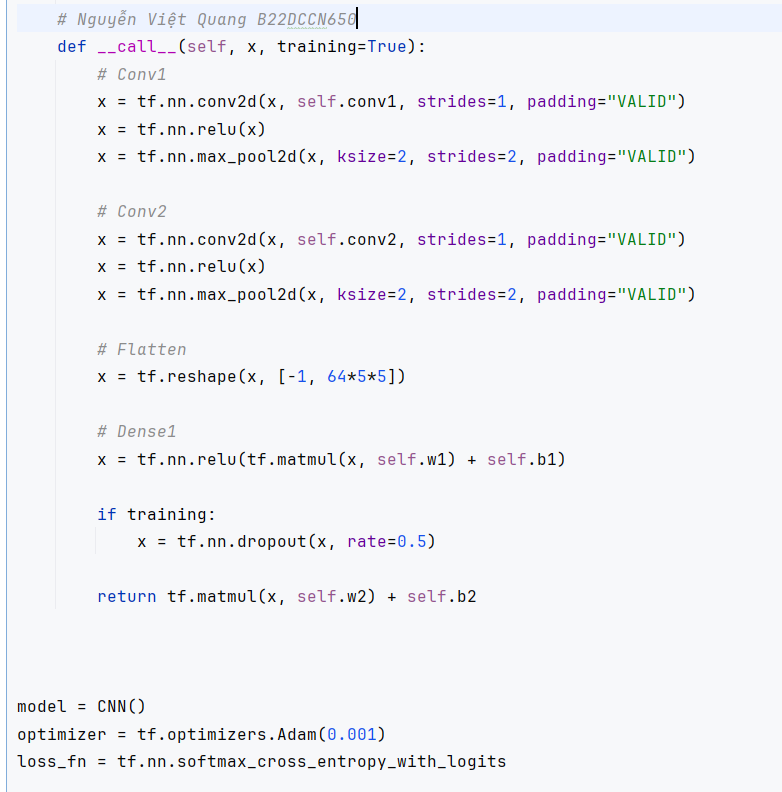 # Nguyễn Việt Quang B22DCCN650
def __call__(self, x, training=True):
# Conv1
x = tf.nn.conv2d(x, self.conv1, strides=1, padding="VALID")
x = tf.nn.relu(x)
x = tf.nn.max_pool2d(x, ksize=2, strides=2, padding="VALID")
# Conv2
x = tf.nn.conv2d(x, self.conv2, strides=1, padding="VALID")
x = tf.nn.relu(x)
x = tf.nn.max_pool2d(x, ksize=2, strides=2, padding="VALID")
# Flatten
x = tf.reshape(x, [-1, 64*5*5])
# Dense1
x = tf.nn.relu(tf.matmul(x, self.w1) + self.b1)
if training:
x = tf.nn.dropout(x, rate=0.5)
return tf.matmul(x, self.w2) + self.b2
model = CNN()
optimizer = tf.optimizers.Adam(0.001)
loss_fn = tf.nn.softmax_cross_entropy_with_logits